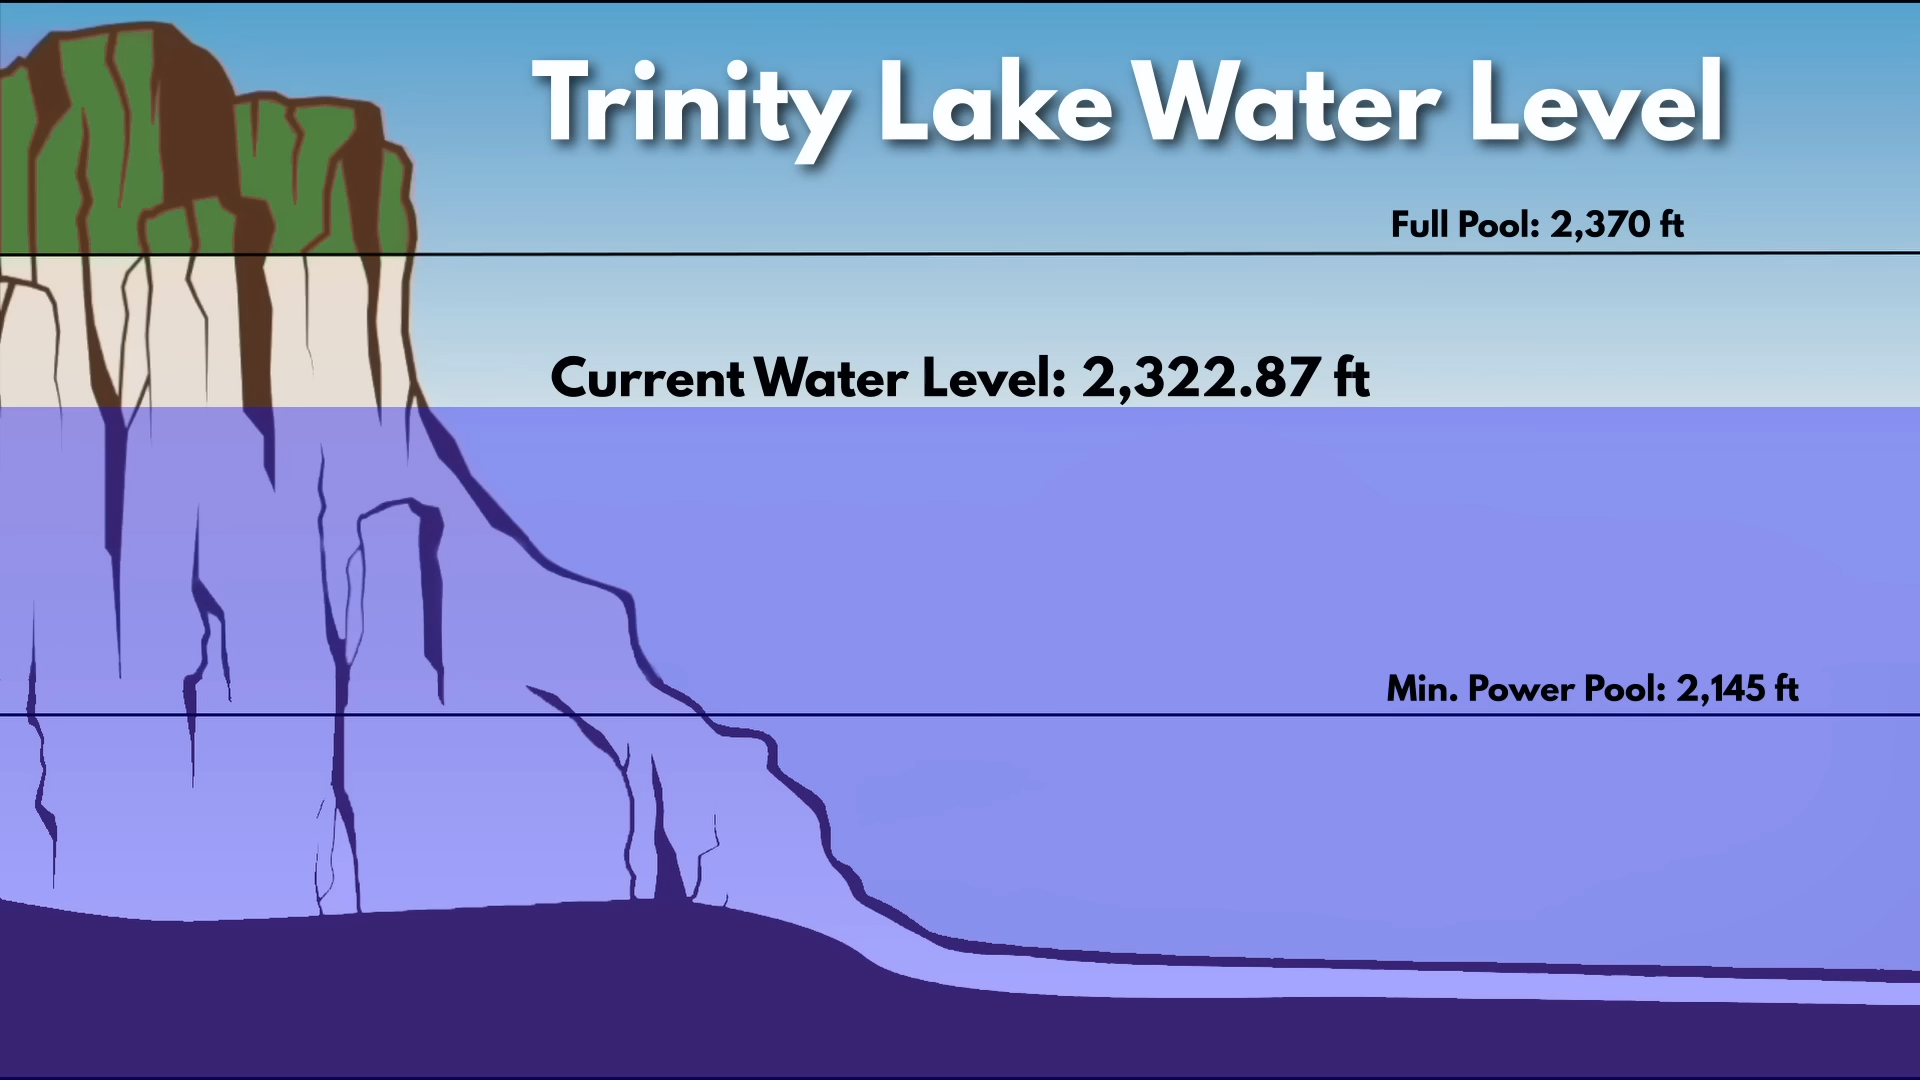 Trinity Lake Water Level
Full Pool: 2,370 ft
Current Water Level: 2,322.87 ft
Min. Power Pool: 2,145 ft